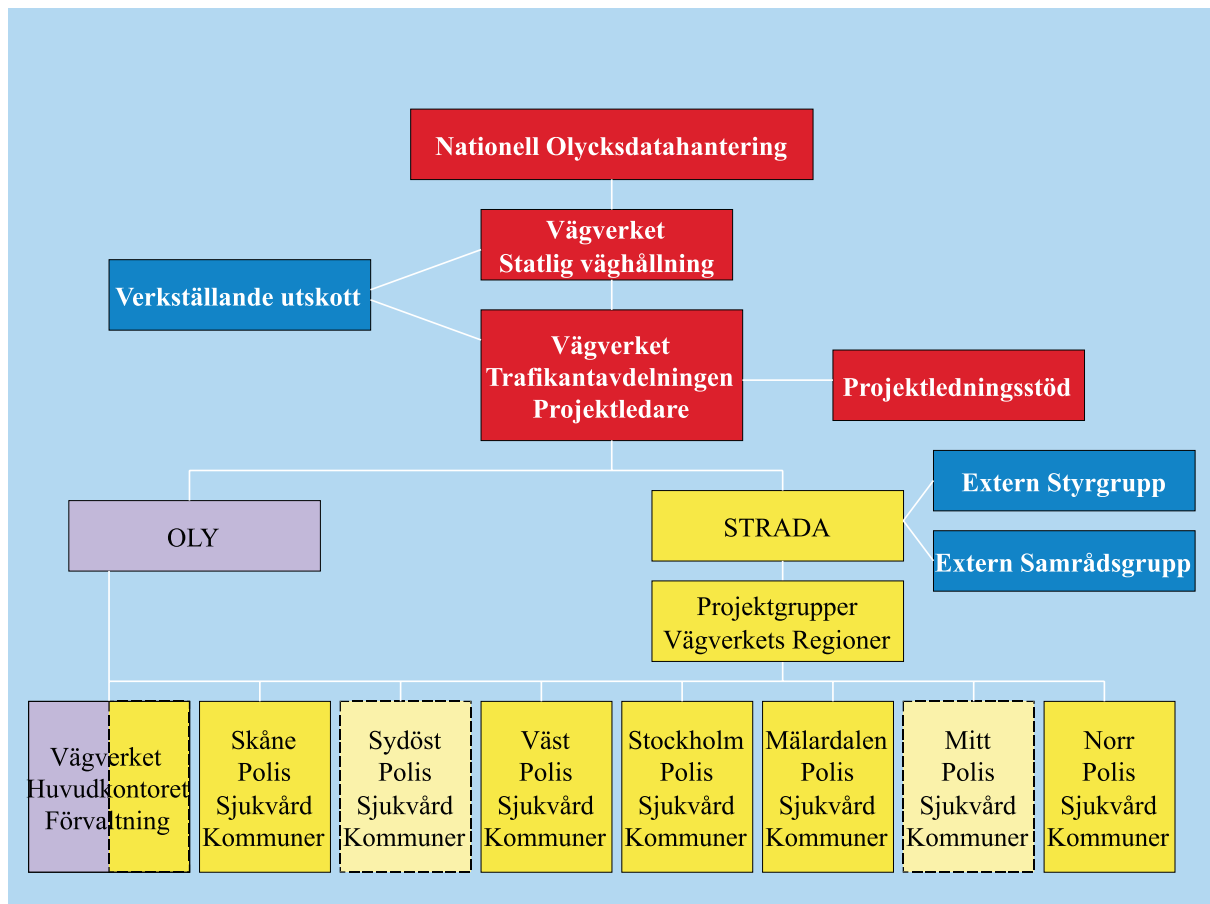 Nationell Olycksdatahantering
Vägverket
Statlig väghållning
Verkställande utskott
Vägverket
Trafikantavdelningen
Projektledare
Projektledningsstöd
Extern Styrgrupp
OLY
STRADA
Extern Samrådsgrupp
Projektgrupper
Vägverkets Regioner
Vägverket
Huvudkontoret
Förvaltning
Skåne
Polis
Sjukvård
Kommuner
Sydöst
Polis
Sjukvård
Kommuner
Väst
Polis
Sjukvård
Kommuner
Stockholm
Polis
Sjukvård
Kommuner
Mälardalen
Polis
Sjukvård
Kommuner
Mitt
Polis
Sjukvård
Kommuner
Norr
Polis
Sjukvård
Kommuner